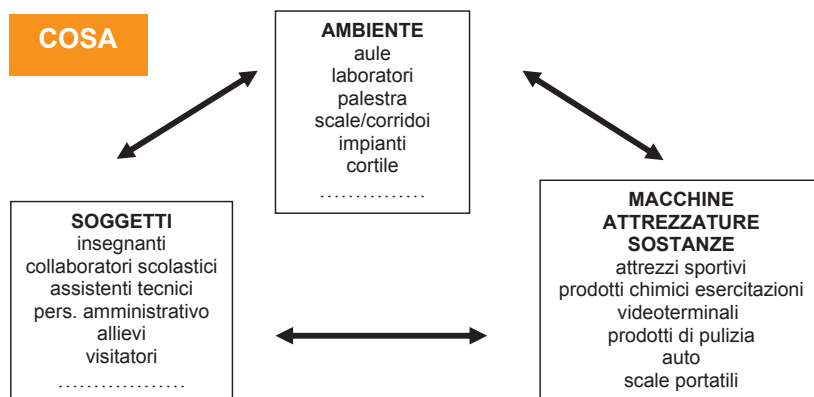 COSA
AMBIENTE
aule
laboratori
palestra
scale/corridoi
impianti
cortile
……………
SOGGETTI
insegnanti
collaboratori scolastici
assistenti tecnici
pers. amministrativo
allievi
visitatori
………………
MACCHINE
ATTREZZATURE
SOSTANZE
attrezzi sportivi
prodotti chimici esercitazioni
videoterminali
prodotti di pulizia
auto
scale portatili